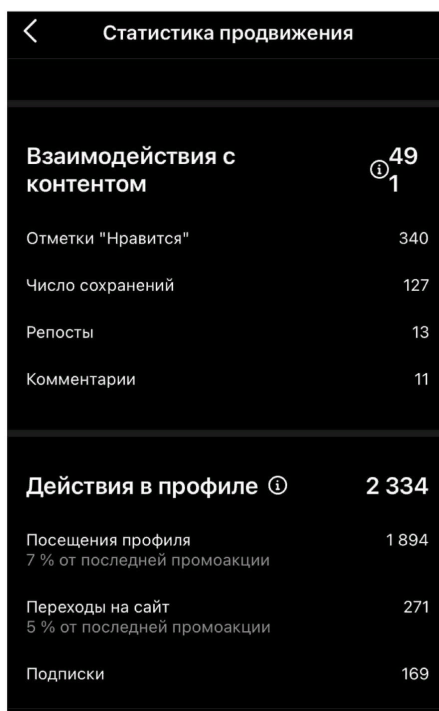 Статистика продвижения
Взаимодействия с 49
контентом 1
Отметки "Нравится" 340
Число сохранений 127
Репосты 13
Комментарии 11
Действия в профиле 2 334
Посещения профиля 1 894
7 % от последней промоакции
Переходы на сайт 271
5 % от последней промоакции
Подписки 169